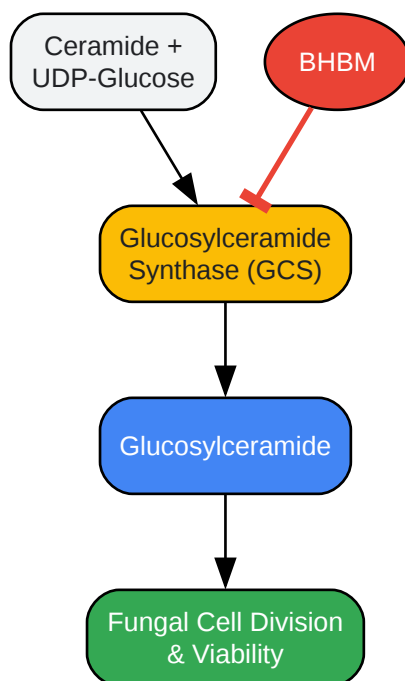 Ceramide +
UDP-Glucose
BHBM
Glucosylceramide
Synthase (GCS)
Glucosylceramide
Fungal Cell Division
& Viability